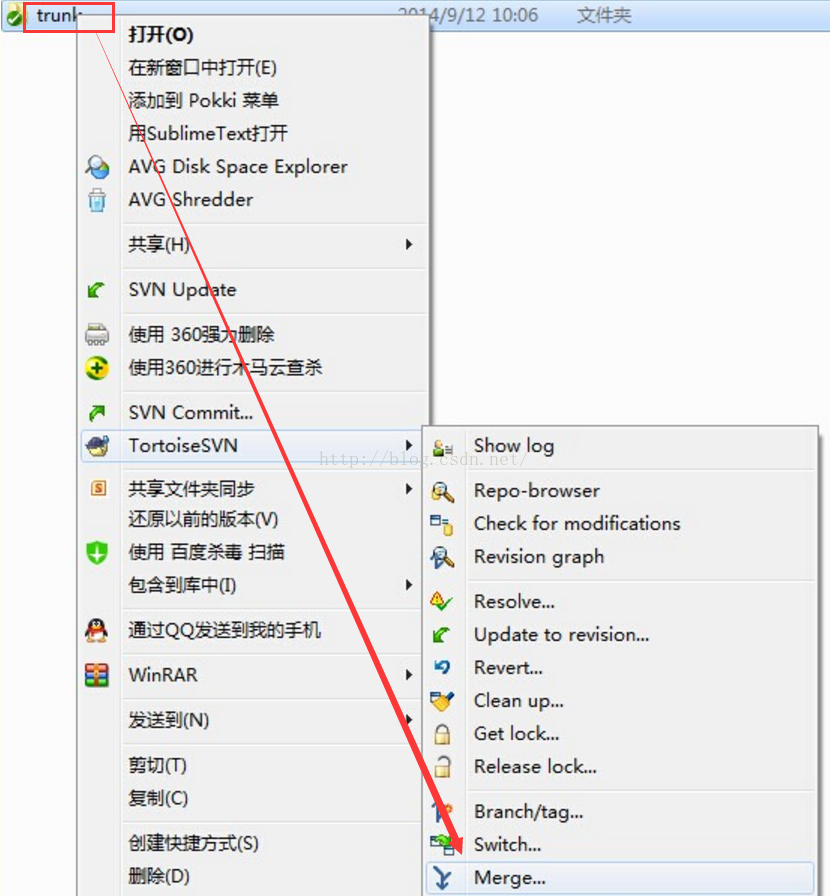 trunk
2014/9/12 10:06 文件夹
打开(O)
在新窗口中打开(E)
添加到 Pokki 菜单
用SublimeText打开
AVG Disk Space Explorer
AVG Shredder
共享(H)
SVN Update
使用 360强力删除
使用360进行木马云查杀
SVN Commit...
TortoiseSVN
共享文件夹同步
还原以前的版本(V)
使用 百度杀毒 扫描
包含到库中(I)
通过QQ发送到我的手机
WinRAR
发送到(N)
剪切(T)
复制(C)
创建快捷方式(S)
删除(D)
http://blog.csdn.net/
Show log
Repo-browser
Check for modifications
Revision graph
Resolve...
Update to revision...
Revert...
Clean up...
Get lock...
Release lock...
Branch/tag...
Switch...
Merge...